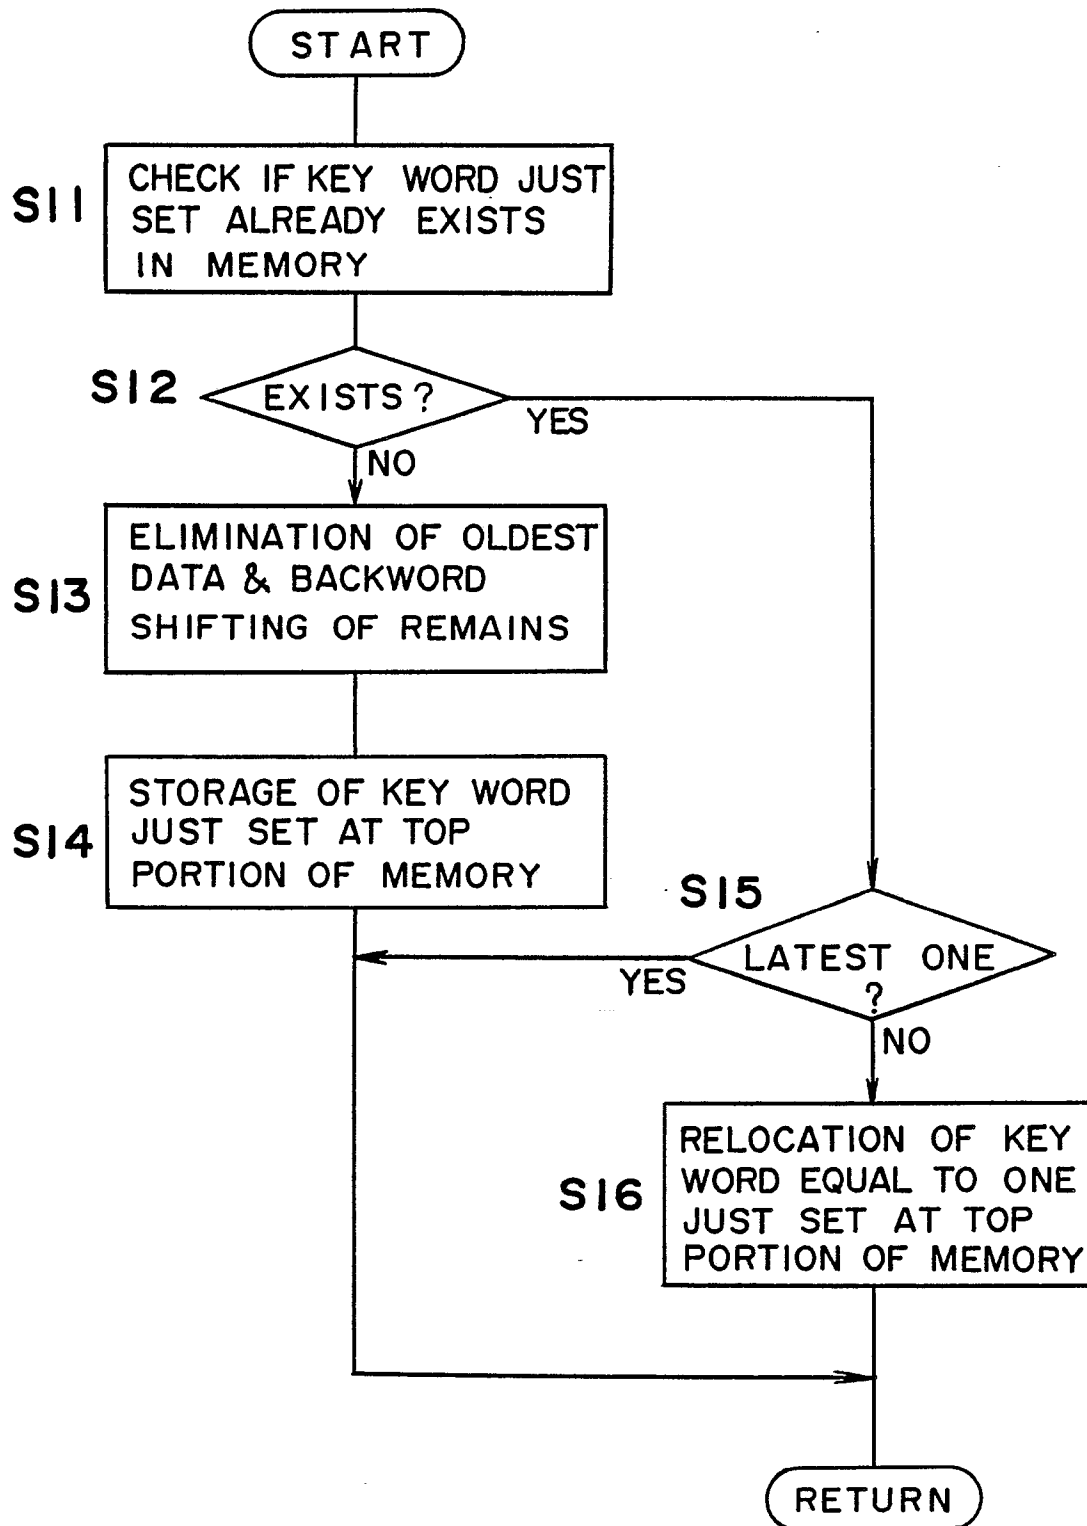 START
S11
CHECK IF KEY WORD JUST
SET ALREADY EXISTS
IN MEMORY
S12
EXISTS?
YES
NO
S13
ELIMINATION OF OLDEST
DATA & BACKWORD
SHIFTING OF REMAINS
S14
STORAGE OF KEY WORD
JUST SET AT TOP
PORTION OF MEMORY
S15
LATEST ONE
?
YES
NO
S16
RELOCATION OF KEY
WORD EQUAL TO ONE
JUST SET AT TOP
PORTION OF MEMORY
RETURN